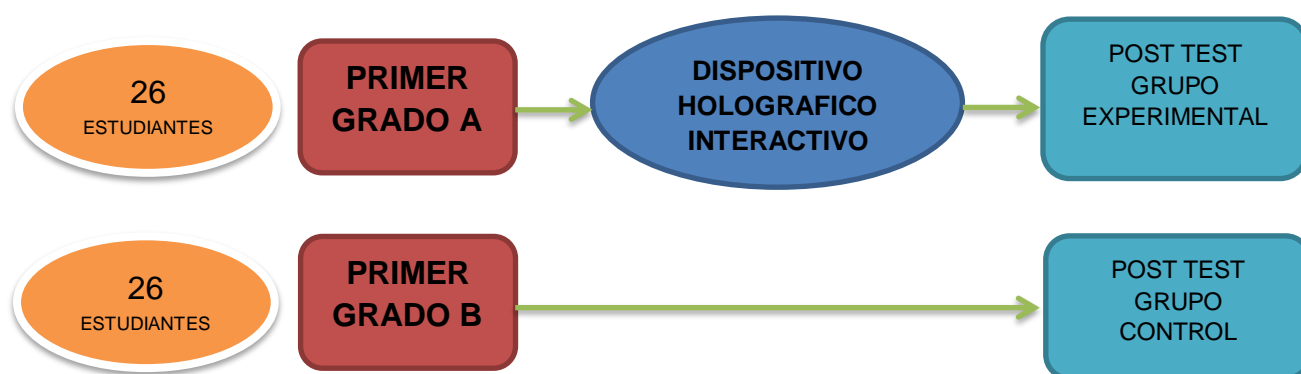 26
ESTUDIANTES
PRIMER
GRADO A
DISPOSITIVO
HOLOGRAFICO
INTERACTIVO
POST TEST
GRUPO
EXPERIMENTAL
26
ESTUDIANTES
PRIMER
GRADO B
POST TEST
GRUPO
CONTROL